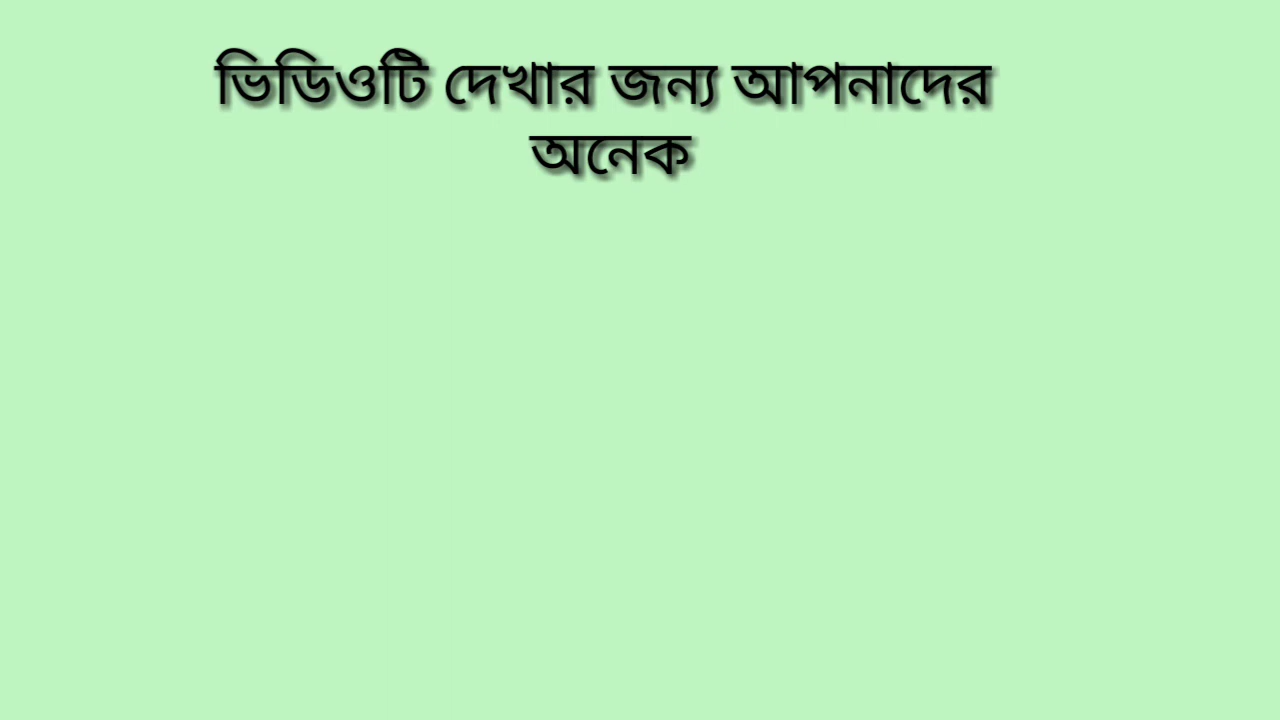 ভিডিওটি দেখার জন্য আপনাদের
অনেক